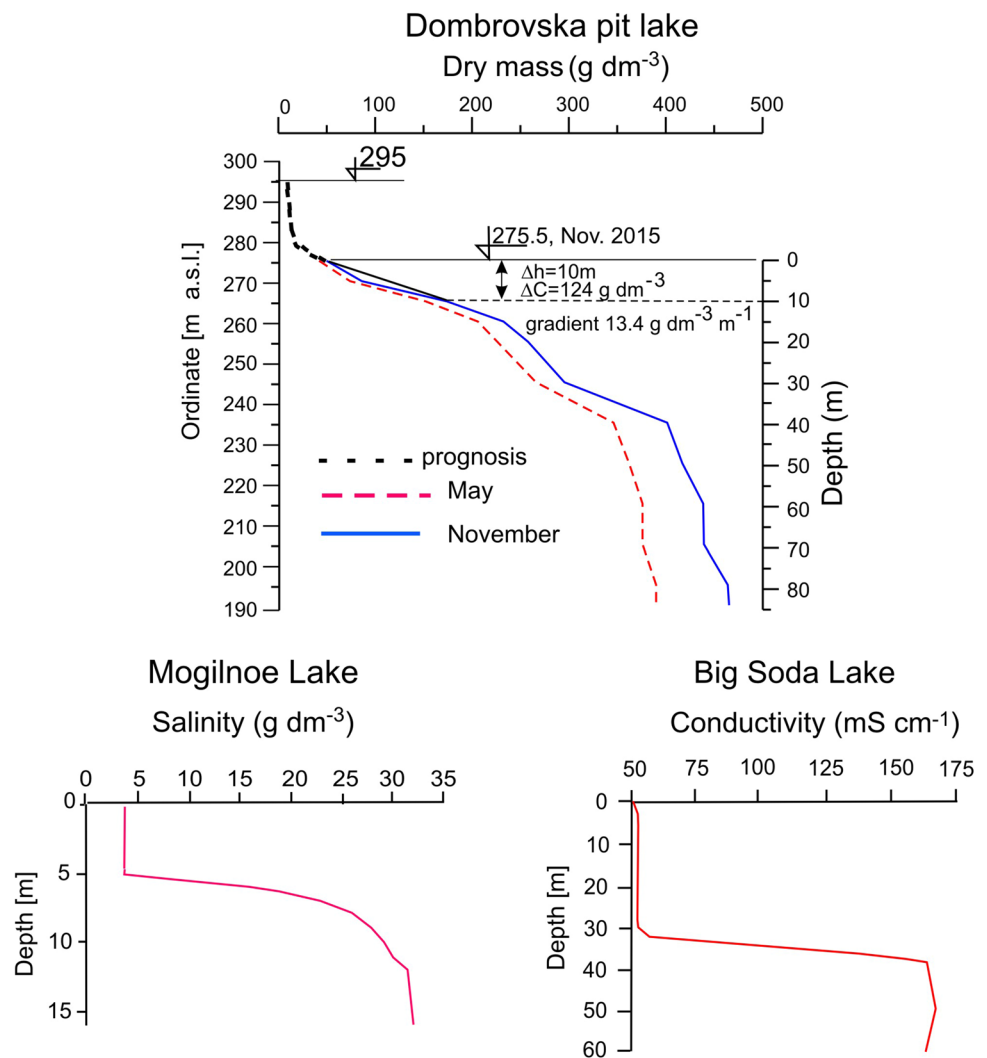 Dombrovska pit lake
Dry mass (g dm-3)
0 100 200 300 400 500
295
300
290
280
270
260
250
240
230
220
210
200
190
Ordinate [m a.s.l.]
275.5, Nov. 2015
Δh=10m
ΔC=124 g dm-3
gradient 13.4 g dm-3 m-1
0
10
20
30
40
50
60
70
80
Depth (m)
prognosis
May
November
Mogilnoe Lake
Salinity (g dm-3)
0 5 10 15 20 25 30 35
0
5
10
15
Depth [m]
Big Soda Lake
Conductivity (mS cm-1)
50 75 100 125 150 175
0
10
20
30
40
50
60
Depth [m]